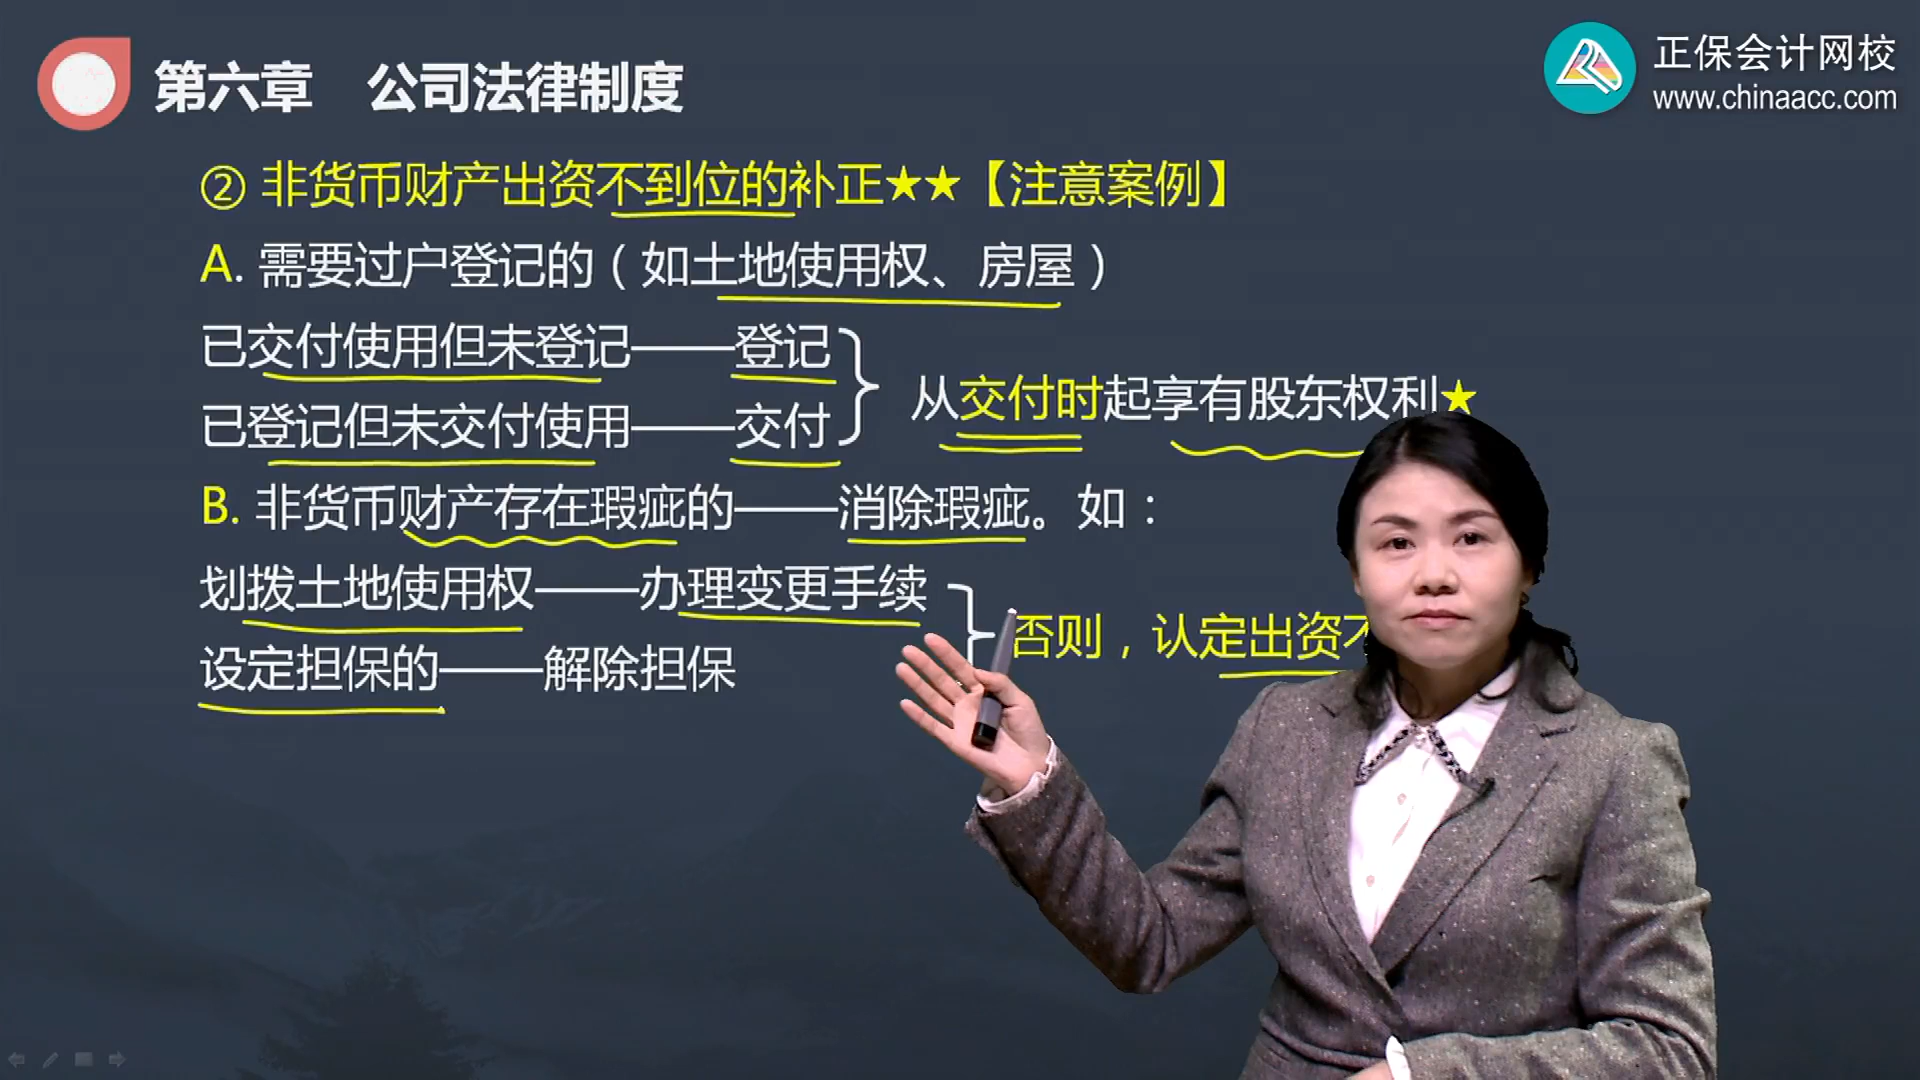 第六章 公司法律制度
正保会计网校
www.chinaacc.com
② 非货币财产出资不到位的补正★★【注意案例】
A. 需要过户登记的（如土地使用权、房屋）
已交付使用但未登记——登记
已登记但未交付使用——交付
从交付时起享有股东权利★
B. 非货币财产存在瑕疵的——消除瑕疵。如：
划拨土地使用权——办理变更手续
设定担保的——解除担保
否则，认定出资不